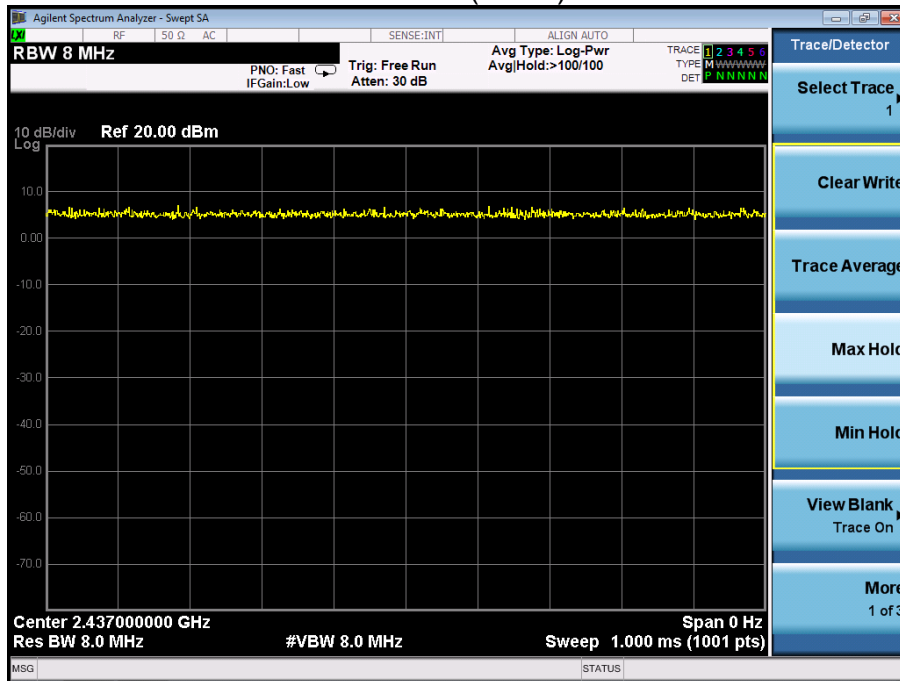 Agilent Spectrum Analyzer - Swept SA
LXI RF 50 Ω AC SENSE:INT ALIGN AUTO
RBW 8 MHz
PNO: Fast
IFGain:Low
Trig: Free Run
Atten: 30 dB
Avg Type: Log-Pwr
Avg|Hold:>100/100
TRACE 1 2 3 4 5 6
TYPE M WWWWW
DET P N N N N N
10 dB/div Ref 20.00 dBm
Log
10.0
0.00
-10.0
-20.0
-30.0
-40.0
-50.0
-60.0
-70.0
Center 2.437000000 GHz Span 0 Hz
Res BW 8.0 MHz #VBW 8.0 MHz Sweep 1.000 ms (1001 pts)
MSG STATUS
Trace/Detector
Select Trace
1
Clear Write
Trace Average
Max Hold
Min Hold
View Blank
Trace On
More
1 of 3